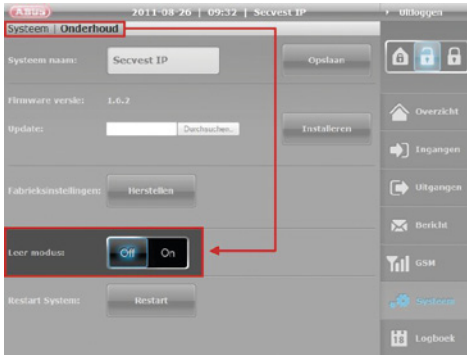 ABUS 2011-08-26 | 09:32 | Secvest IP Uitloggen
Systeem | Onderhoud
Systeem naam: Secvest IP Opslaan
Firmware versie: 1.0.2
Update: Durchsuchen... Installeren
Fabrieksinstellingen: Herstellen
Leer modus: Off On
Restart System: Restart
Overzicht
Ingangen
Uitgangen
Bericht
GSM
Systeem
Logboek